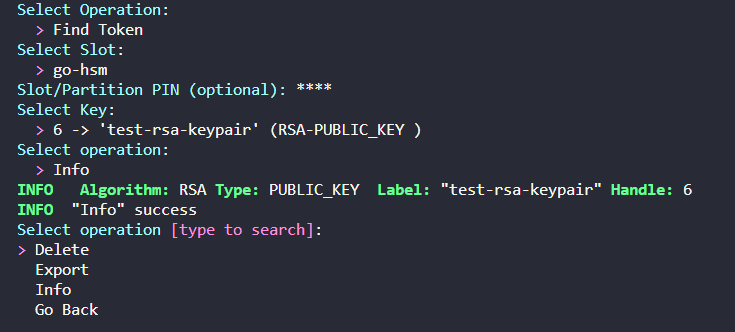 Select Operation:
> Find Token
Select Slot:
> go-hsm
Slot/Partition PIN (optional): ****
Select Key:
> 6 -> 'test-rsa-keypair' (RSA-PUBLIC_KEY )
Select operation:
> Info
INFO Algorithm: RSA Type: PUBLIC_KEY Label: "test-rsa-keypair" Handle: 6
INFO "Info" success
Select operation [type to search]:
> Delete
Export
Info
Go Back